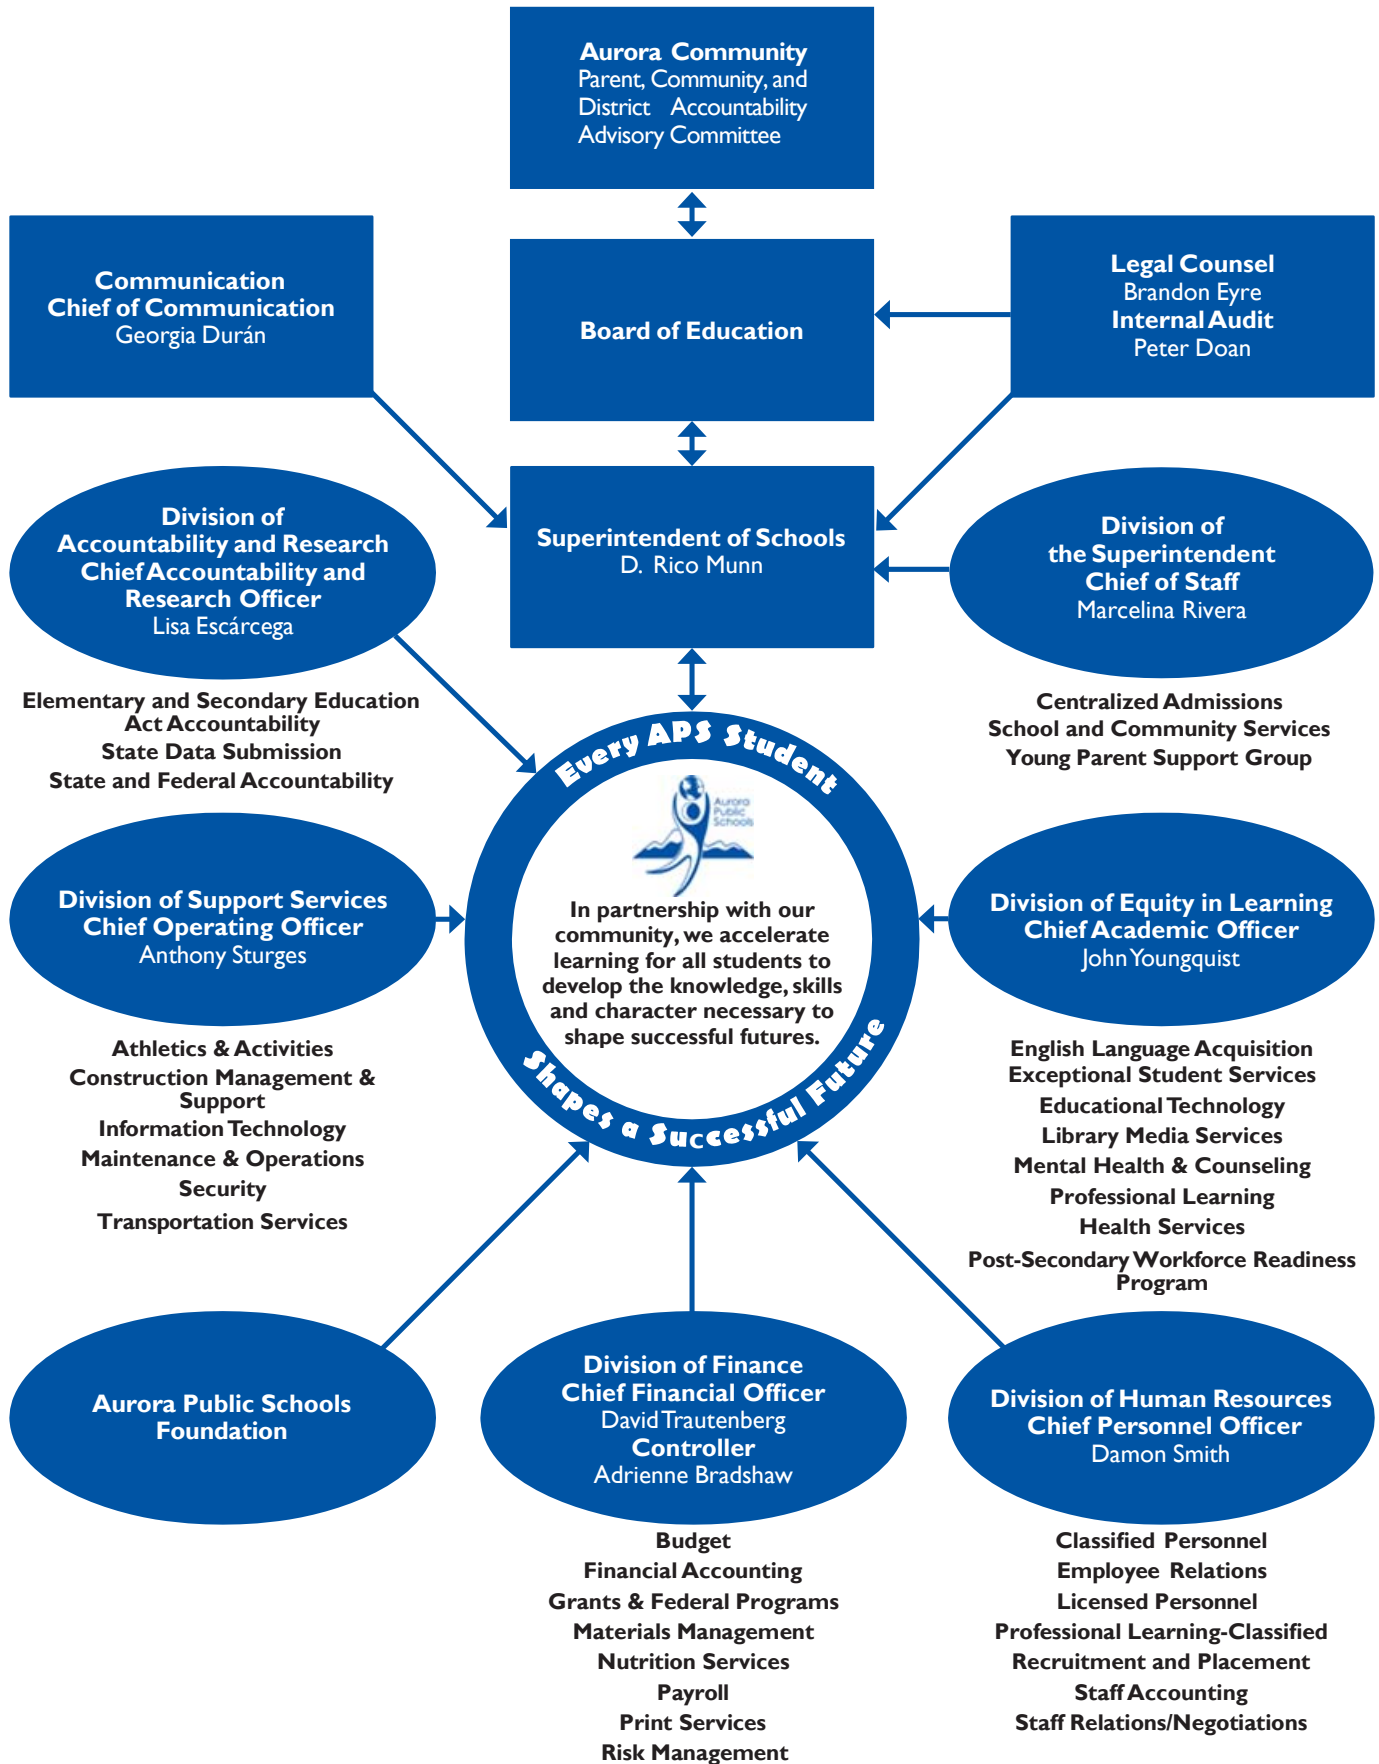 Aurora Community
Parent, Community, and
District Accountability
Advisory Committee
Communication
Chief of Communication
Georgia Durán
Board of Education
Legal Counsel
Brandon Eyre
Internal Audit
Peter Doan
Superintendent of Schools
D. Rico Munn
Division of
Accountability and Research
Chief Accountability and
Research Officer
Lisa Escárcega
Elementary and Secondary Education
Act Accountability
State Data Submission
State and Federal Accountability
Division of
the Superintendent
Chief of Staff
Marcelina Rivera
Centralized Admissions
School and Community Services
Young Parent Support Group
Every APS Student
Aurora
Public
Schools
In partnership with our
community, we accelerate
learning for all students to
develop the knowledge, skills
and character necessary to
shape successful futures.
Shapes a Successful Future
Division of Support Services
Chief Operating Officer
Anthony Sturges
Athletics & Activities
Construction Management &
Support
Information Technology
Maintenance & Operations
Security
Transportation Services
Division of Equity in Learning
Chief Academic Officer
John Youngquist
English Language Acquisition
Exceptional Student Services
Educational Technology
Library Media Services
Mental Health & Counseling
Professional Learning
Health Services
Post-Secondary Workforce Readiness
Program
Aurora Public Schools
Foundation
Division of Finance
Chief Financial Officer
David Trautenberg
Controller
Adrienne Bradshaw
Budget
Financial Accounting
Grants & Federal Programs
Materials Management
Nutrition Services
Payroll
Print Services
Risk Management
Division of Human Resources
Chief Personnel Officer
Damon Smith
Classified Personnel
Employee Relations
Licensed Personnel
Professional Learning-Classified
Recruitment and Placement
Staff Accounting
Staff Relations/Negotiations